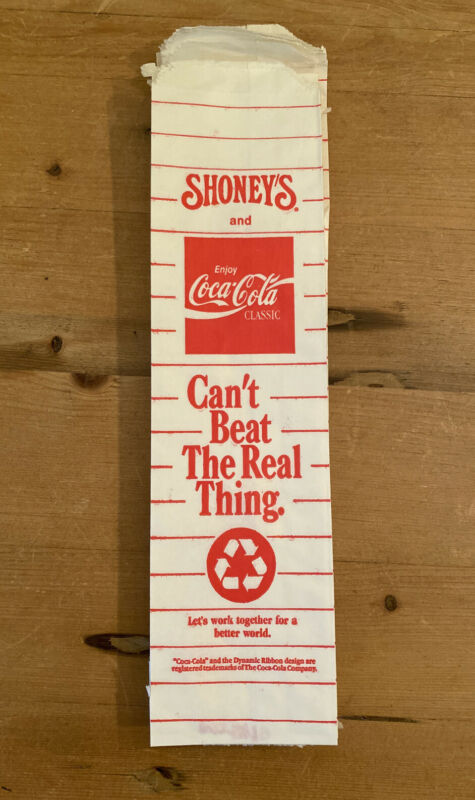 SHONEY'S.
and
Enjoy
Coca-Cola
CLASSIC
Can't
Beat
The Real
Thing.
Let's work together for a
better world.
"Coca-Cola" and the Dynamic Ribbon design are
registered trademarks of The Coca-Cola Company.